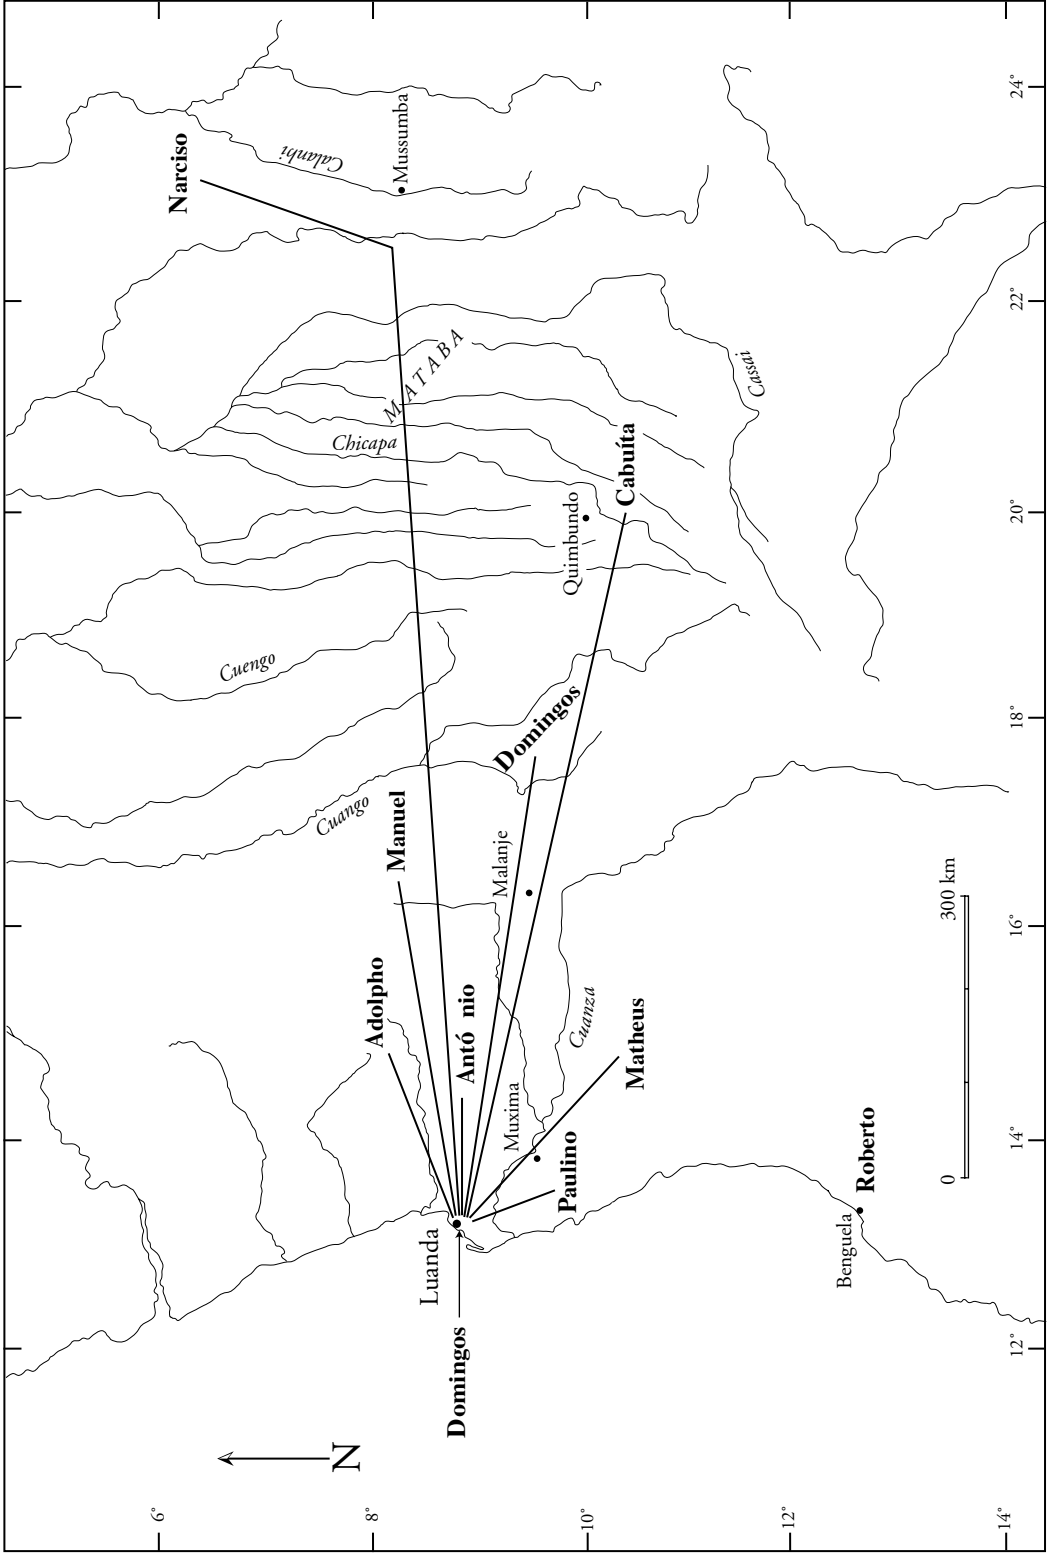 6°
Narciso
Cuengo
Calanhi
Cuango
N
Chicapa
8°
Adolpho
Manuel
Mussumba
MATABA
Luanda
Domingos
Antó nio
Malanje
Muxima
Domingos
Paulino
Quimbundo
Cuanza
10°
Cabuíta
Matheus
Cassai
12°
Benguela
Roberto
0 300 km
14°
12° 14° 16° 18° 20° 22° 24°